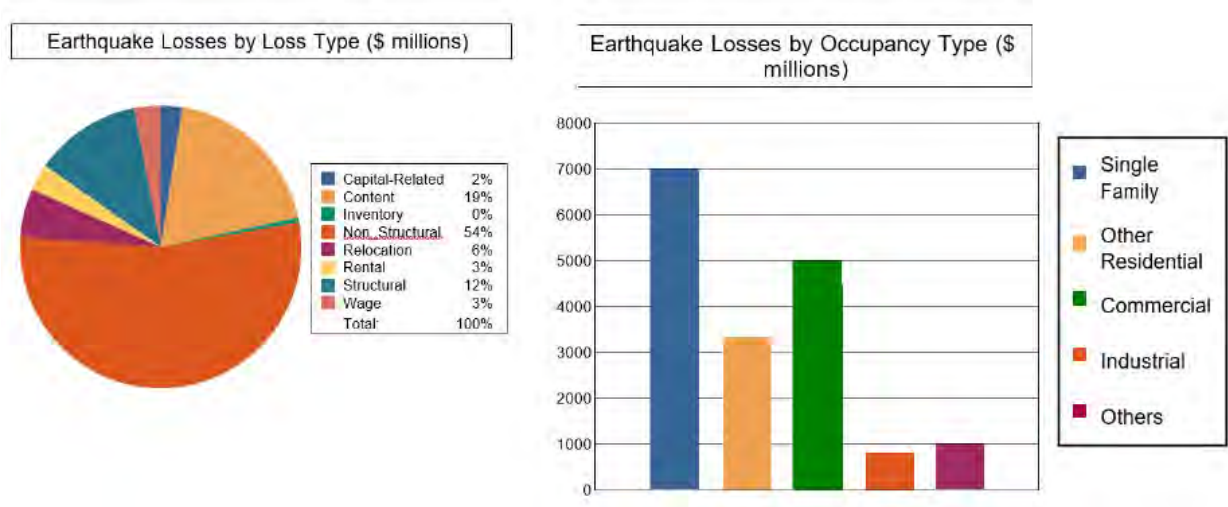 Earthquake Losses by Loss Type ($ millions)
Capital-Related 2%
Content 19%
Inventory 0%
Non_Structural 54%
Relocation 6%
Rental 3%
Structural 12%
Wage 3%
Total: 100%
Earthquake Losses by Occupancy Type ($
millions)
8000
7000
6000
5000
4000
3000
2000
1000
0
Single
Family
Other
Residential
Commercial
Industrial
Others